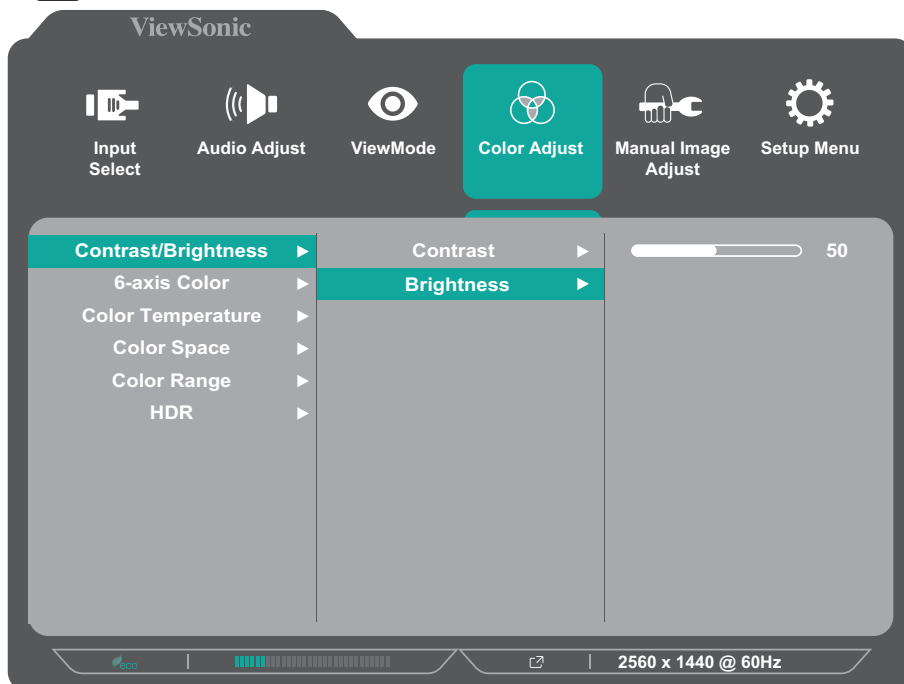 ViewSonic
Input Select
Audio Adjust
ViewMode
Color Adjust
Manual Image Adjust
Setup Menu
Contrast/Brightness
Contrast
50
6-axis Color
Brightness
Color Temperature
Color Space
Color Range
HDR
eco
2560 x 1440 @ 60Hz